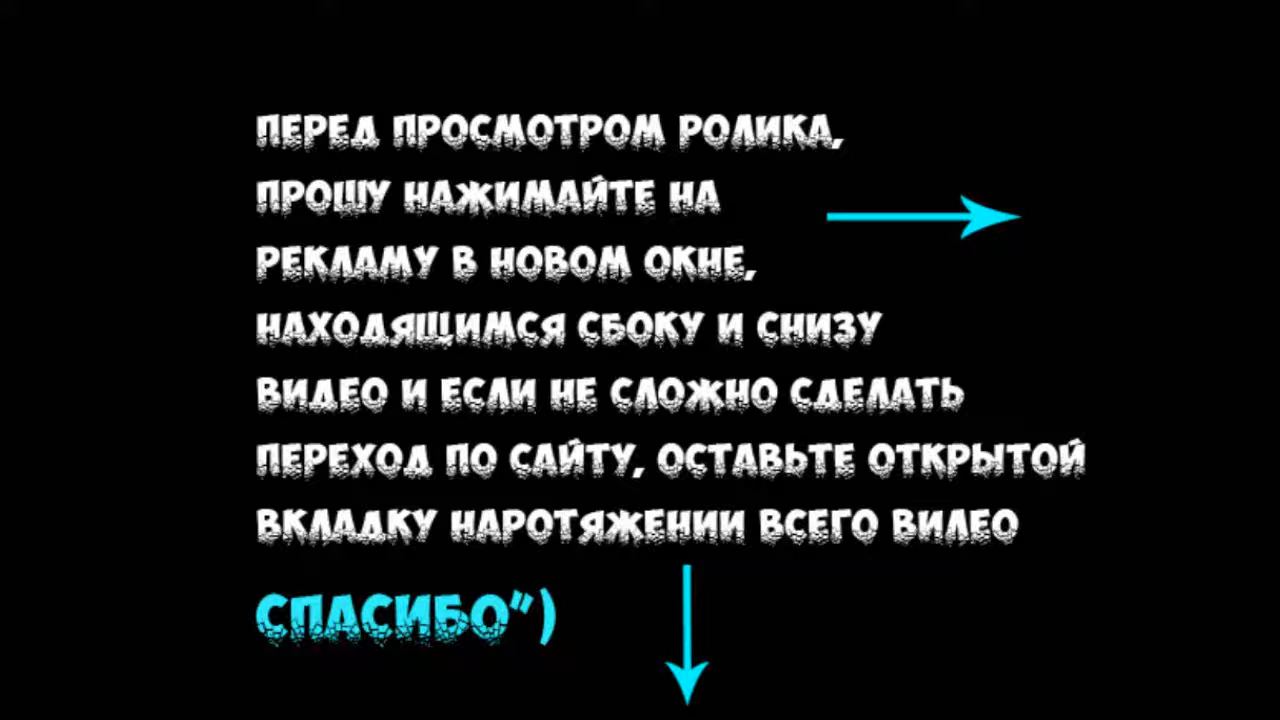 ПЕРЕД ПРОСМОТРОМ РОЛИКА,
ПРОШУ НАЖИМАЙТЕ НА
РЕКЛАМУ В НОВОМ ОКНЕ,
НАХОДЯЩИМСЯ СБОКУ И СНИЗУ
ВИДЕО И ЕСЛИ НЕ СЛОЖНО СДЕЛАТЬ
ПЕРЕХОД ПО САЙТУ, ОСТАВЬТЕ ОТКРЫТОЙ
ВКЛАДКУ НАРОТЯЖЕНИИ ВСЕГО ВИЛЕО
СПАСИБО")